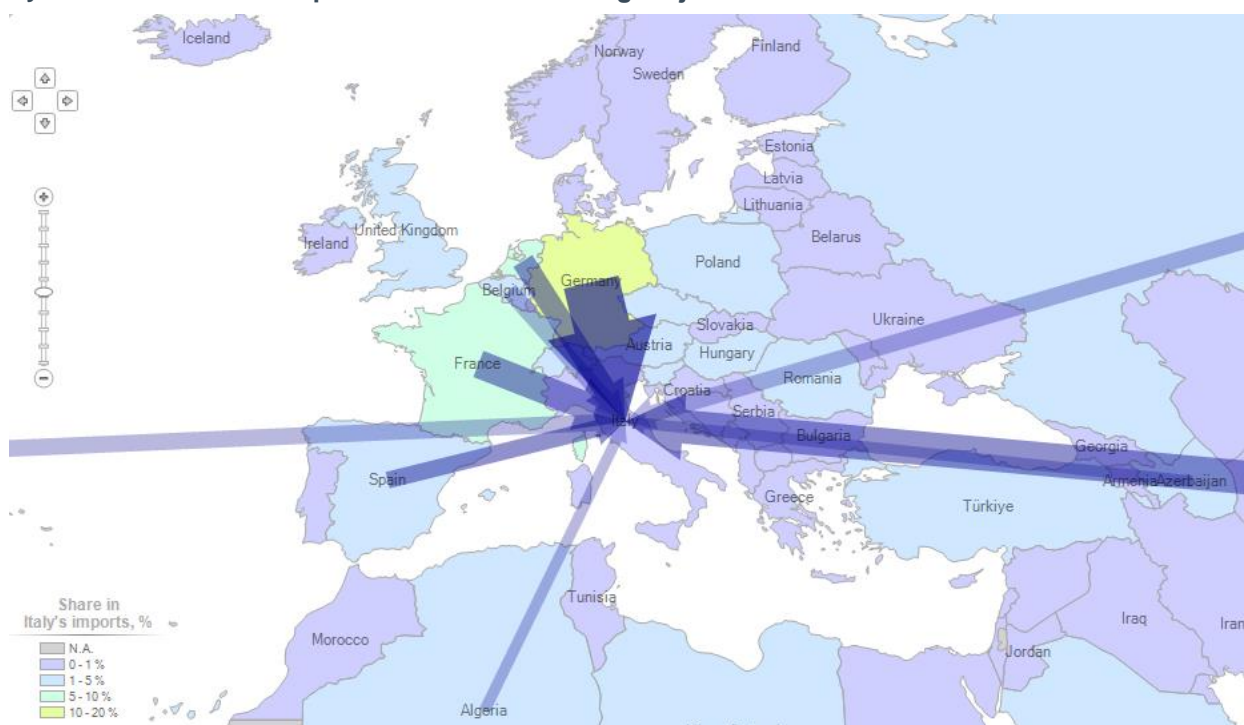 Iceland
Norway
Finland
Sweden
Estonia
Latvia
Lithuania
United Kingdom
Ireland
Belarus
Poland
Germany
Belgium
Ukraine
Slovakia
Austria
Hungary
France
Romania
Croatia
Serbia
Italy
Bulgaria
Georgia
Spain
Armenia
Azerbaijan
Greece
Türkiye
Share in
Italy's imports, %
N.A.
0 - 1 %
1 - 5 %
5 - 10 %
10 - 20 %
Tunisia
Morocco
Iraq
Iran
Jordan
Algeria